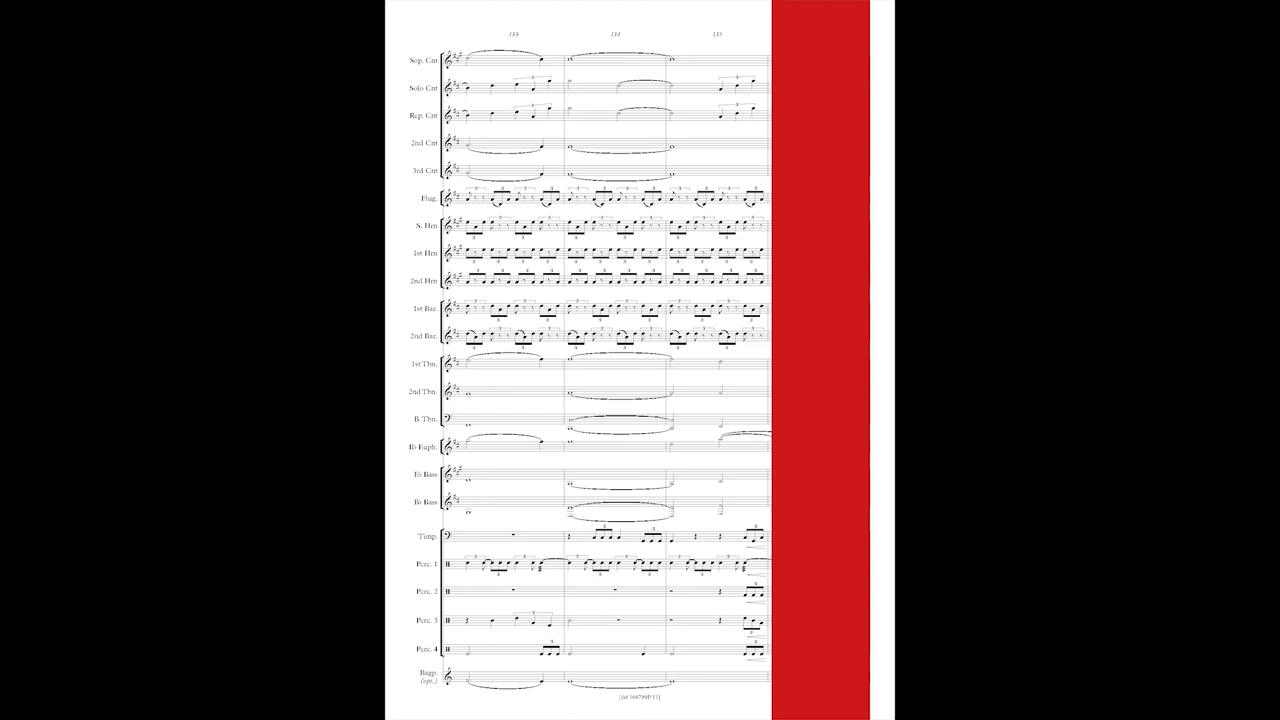 133 134 135
Sop. Cnt
Solo Cnt
Rep. Cnt
2nd Cnt
3rd Cnt
Flug.
S. Hrn
1st Hrn
2nd Hrn
1st Bar.
2nd Bar.
1st Tbn.
2nd Tbn.
B. Tbn.
B♭ Euph.
E♭ Bass
B♭ Bass
Timp.
Perc. 1
Perc. 2
Perc. 3
Perc. 4
Bagp.
(opt.)